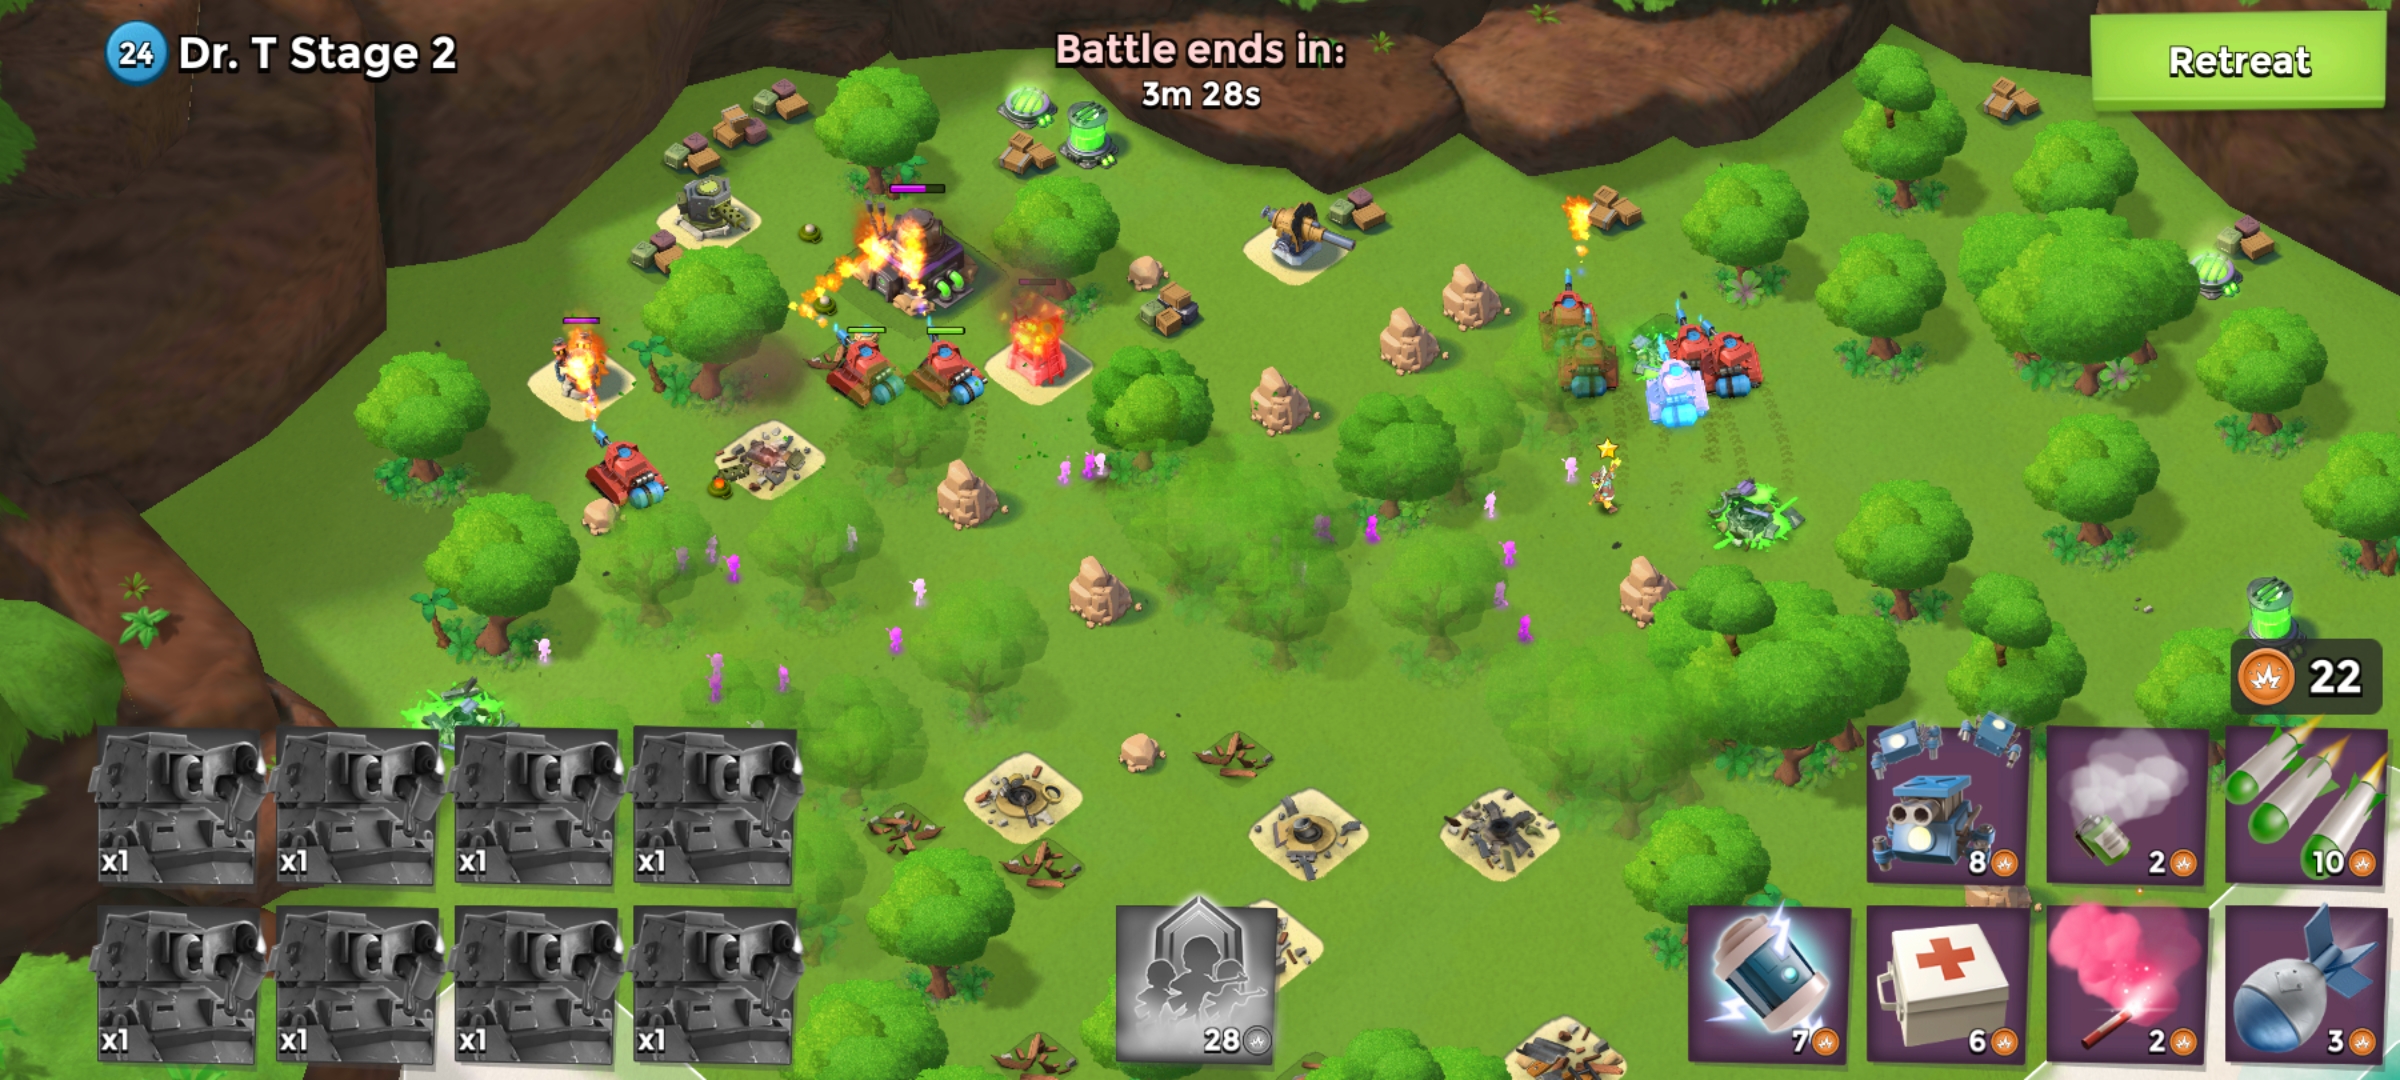 24 Dr. T Stage 2
Battle ends in:
3m 28s
Retreat
22
x1 x1 x1 x1
8 2 10
x1 x1 x1 x1
28
7 6 2 3